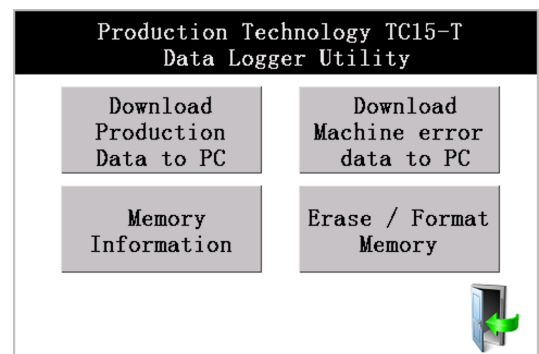 Production Technology TC15-T
Data Logger Utility
Download
Production
Data to PC
Download
Machine error
data to PC
Memory
Information
Erase / Format
Memory